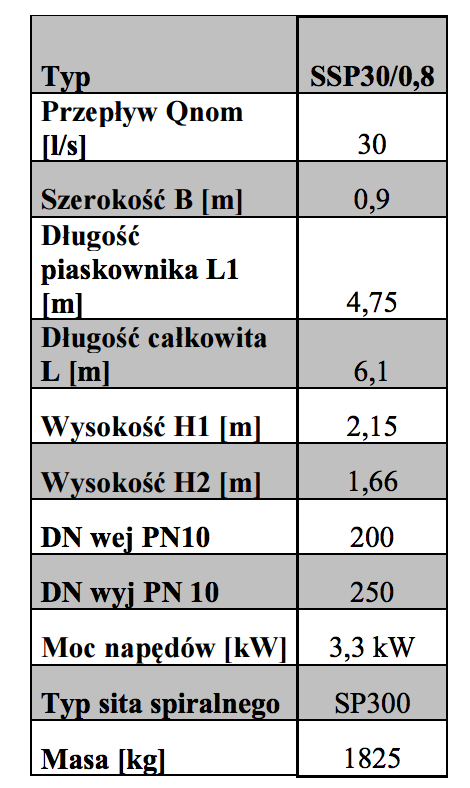 Typ SSP30/0,8
Przepływ Qnom
[l/s] 30
Szerokość B [m] 0,9
Długość
piaskownika L1
[m] 4,75
Długość całkowita
L [m] 6,1
Wysokość H1 [m] 2,15
Wysokość H2 [m] 1,66
DN wej PN10 200
DN wyj PN 10 250
Moc napędów [kW] 3,3 kW
Typ sita spiralnego SP300
Masa [kg] 1825